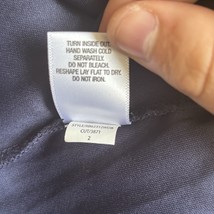 TURN INSIDE OUT.
HAND WASH COLD
SEPARATELY.
DO NOT BLEACH.
RESHAPE LAY FLAT TO DRY.
DO NOT IRON.
2